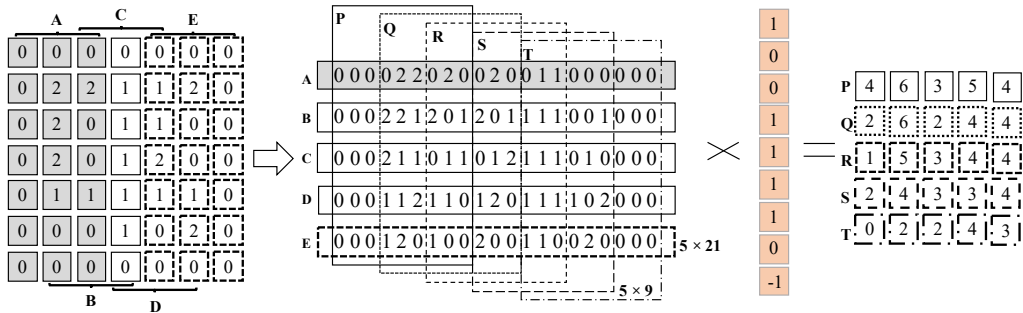 A C E
0 0 0 0 0 0 0
0 2 2 1 1 2 0
0 2 0 1 1 0 0
0 2 0 1 2 0 0
0 1 1 1 1 1 0
0 0 0 1 0 2 0
0 0 0 0 0 0 0
B D
P
Q
R
S
T
A 0 0 0 0 2 2 0 2 0 0 2 0 0 1 1 0 0 0 0 0 0
B 0 0 0 2 2 1 2 0 1 2 0 1 1 1 1 0 0 1 0 0 0
C 0 0 0 2 1 1 0 1 1 0 1 2 1 1 1 0 1 0 0 0 0
D 0 0 0 1 1 2 1 1 0 1 2 0 1 1 1 1 0 2 0 0 0
E 0 0 0 1 2 0 1 0 0 2 0 0 1 1 0 0 2 0 0 0 0
5 × 21
5 × 9
1
0
0
1
1
1
1
0
-1
P 4 6 3 5 4
Q 2 6 2 4 4
R 1 5 3 4 4
S 2 4 3 3 4
T 0 2 2 4 3